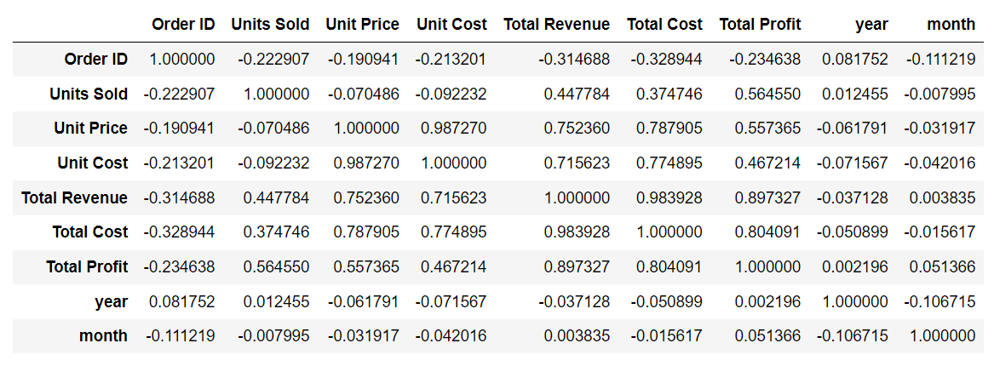 Order ID Units Sold Unit Price Unit Cost Total Revenue Total Cost Total Profit year month
Order ID 1.000000 -0.222907 -0.190941 -0.213201 -0.314688 -0.328944 -0.234638 0.081752 -0.111219
Units Sold -0.222907 1.000000 -0.070486 -0.092232 0.447784 0.374746 0.564550 0.012455 -0.007995
Unit Price -0.190941 -0.070486 1.000000 0.987270 0.752360 0.787905 0.557365 -0.061791 -0.031917
Unit Cost -0.213201 -0.092232 0.987270 1.000000 0.715623 0.774895 0.467214 -0.071567 -0.042016
Total Revenue -0.314688 0.447784 0.752360 0.715623 1.000000 0.983928 0.897327 -0.037128 0.003835
Total Cost -0.328944 0.374746 0.787905 0.774895 0.983928 1.000000 0.804091 -0.050899 -0.015617
Total Profit -0.234638 0.564550 0.557365 0.467214 0.897327 0.804091 1.000000 0.002196 0.051366
year 0.081752 0.012455 -0.061791 -0.071567 -0.037128 -0.050899 0.002196 1.000000 -0.106715
month -0.111219 -0.007995 -0.031917 -0.042016 0.003835 -0.015617 0.051366 -0.106715 1.000000